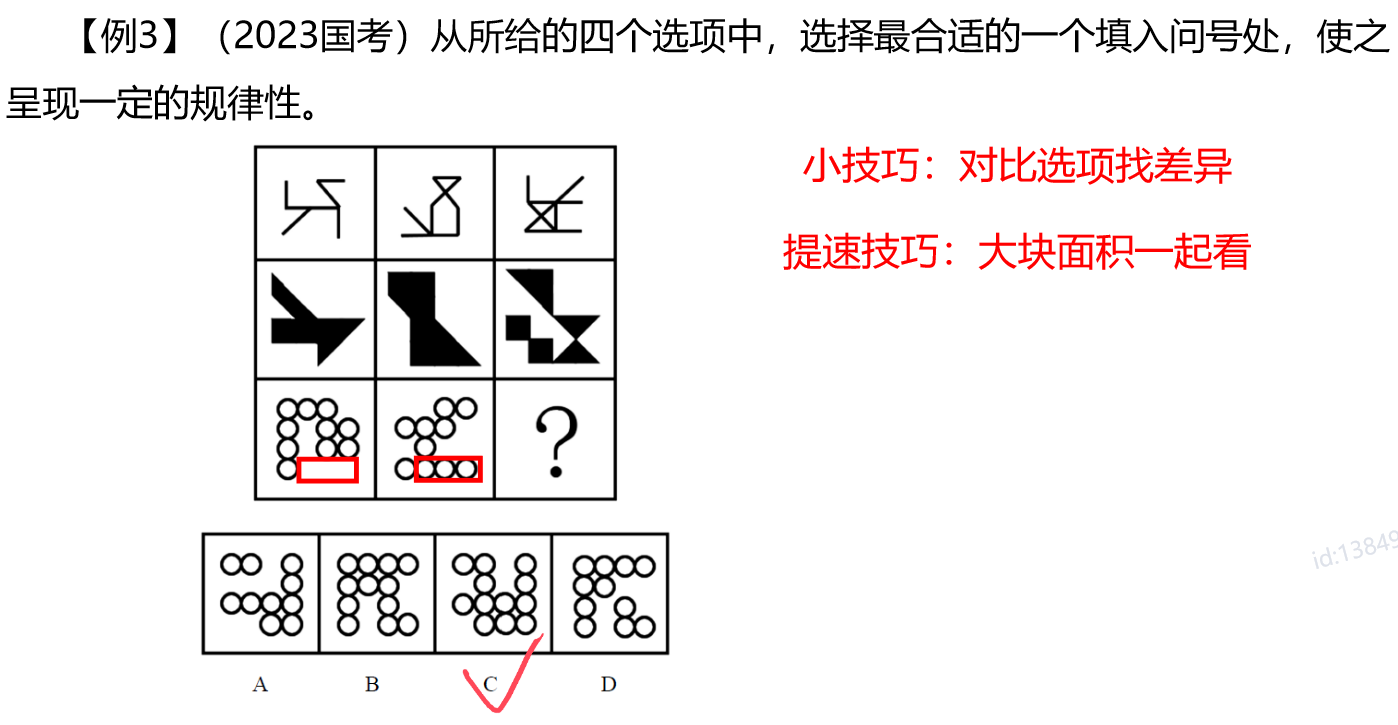 【例3】（2023国考）从所给的四个选项中，选择最合适的一个填入问号处，使之
呈现一定的规律性。
小技巧：对比选项找差异
提速技巧：大块面积一起看
?
id:13849
A B C D